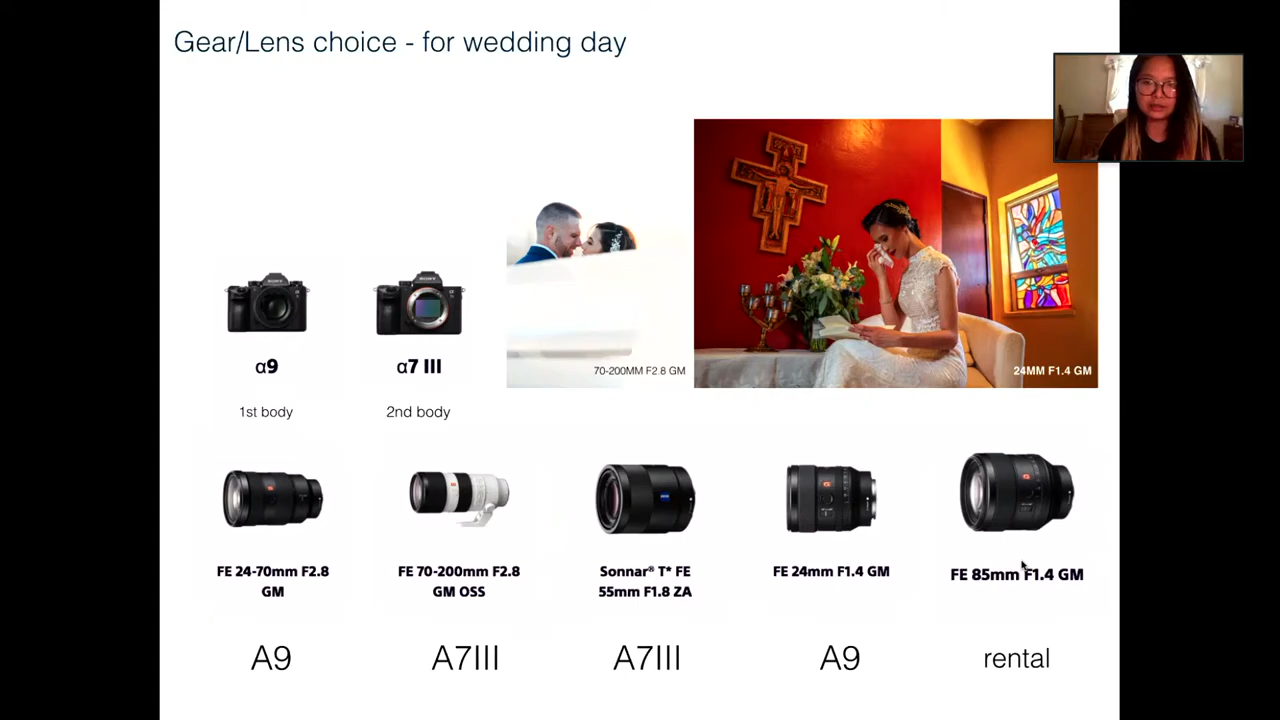 Gear/Lens choice - for wedding day
SONY
SONY
α9
α7 III
70-200MM F2.8 GM
24MM F1.4 GM
1st body
2nd body
FE 24-70mm F2.8
GM
FE 70-200mm F2.8
GM OSS
Sonnar® T* FE
55mm F1.8 ZA
FE 24mm F1.4 GM
FE 85mm F1.4 GM
A9
A7III
A7III
A9
rental